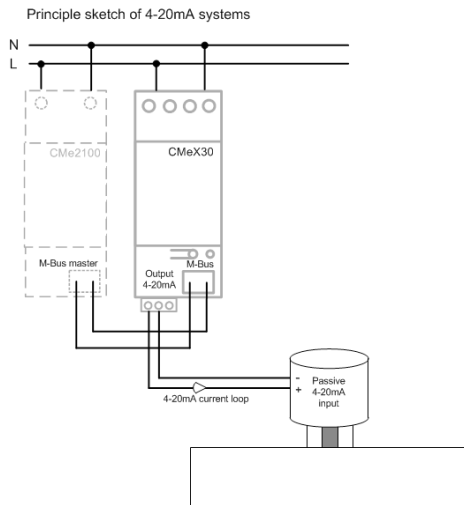 Principle sketch of 4-20mA systems
N
L
CMe2100
CMeX30
M-Bus master
M-Bus
Output
4-20mA
-
+
Passive
4-20mA
input
4-20mA current loop